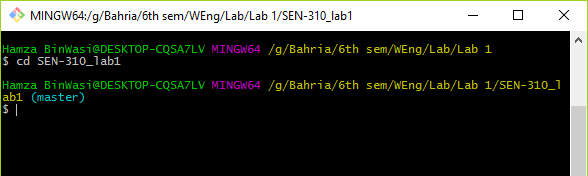 MINGW64:/g/Bahria/6th sem/WEng/Lab/Lab 1/SEN-310_lab1
Hamza BinWasi@DESKTOP-CQSA7LV MINGW64 /g/Bahria/6th sem/WEng/Lab/Lab 1
$ cd SEN-310_lab1
Hamza BinWasi@DESKTOP-CQSA7LV MINGW64 /g/Bahria/6th sem/WEng/Lab/Lab 1/SEN-310_l
ab1 (master)
$